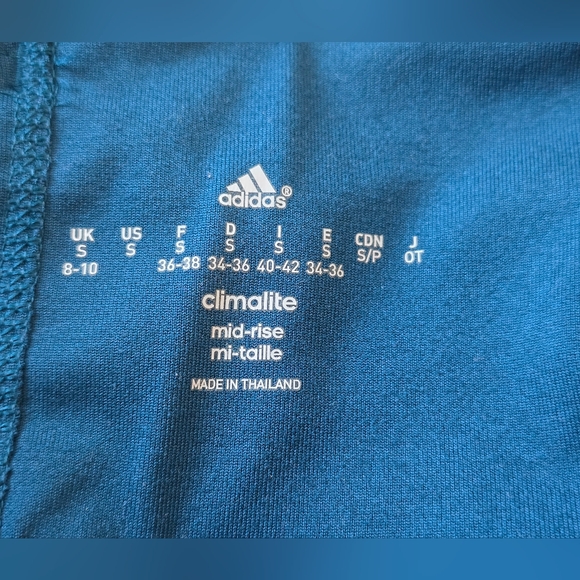 adidas®
UK US F D I E CDN J
S S S S S S S/P OT
8-10 36-38 34-36 40-42 34-36
climalite
mid-rise
mi-taille
MADE IN THAILAND